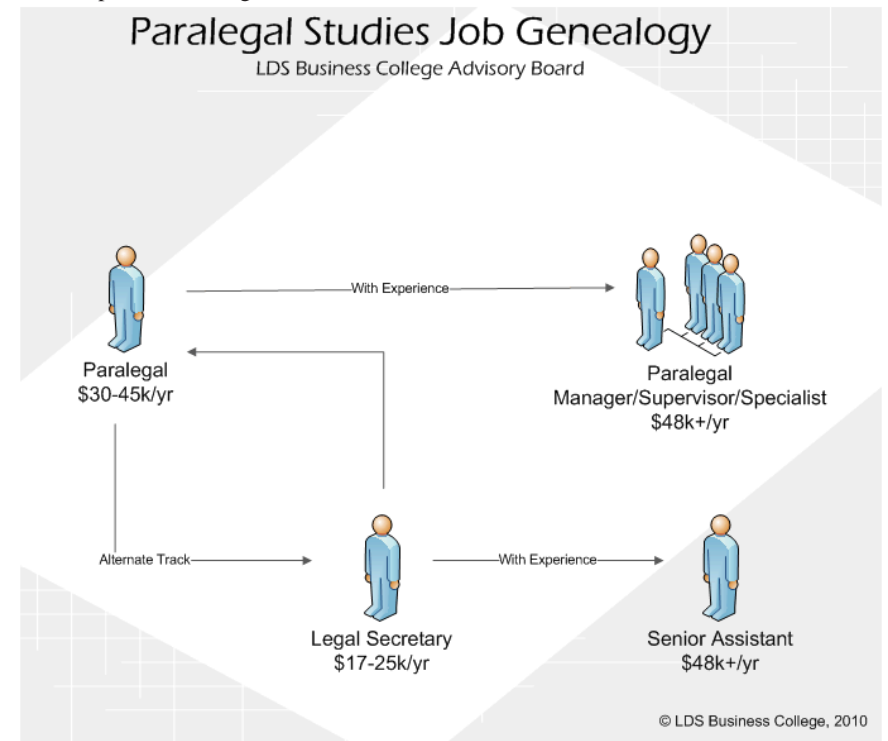 Paralegal Studies Job Genealogy
LDS Business College Advisory Board
With Experience
Paralegal
$30-45k/yr
Paralegal
Manager/Supervisor/Specialist
$48k+/yr
Alternate Track
With Experience
Legal Secretary
$17-25k/yr
Senior Assistant
$48k+/yr
© LDS Business College, 2010